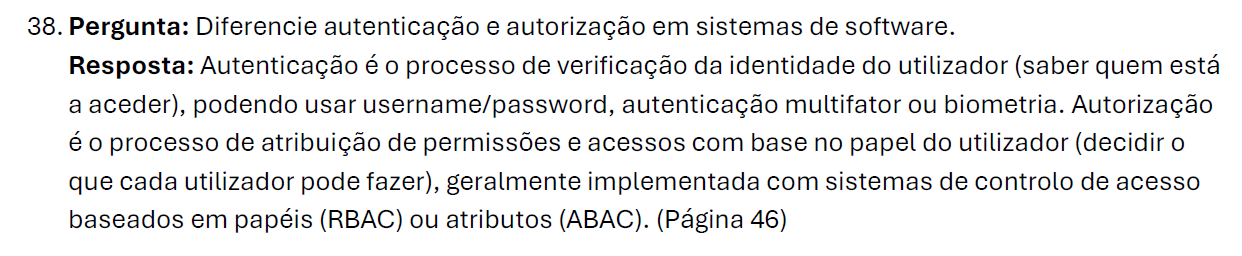 38. Pergunta: Diferencie autenticação e autorização em sistemas de software.
Resposta: Autenticação é o processo de verificação da identidade do utilizador (saber quem está
a aceder), podendo usar username/password, autenticação multifator ou biometria. Autorização
é o processo de atribuição de permissões e acessos com base no papel do utilizador (decidir o
que cada utilizador pode fazer), geralmente implementada com sistemas de controlo de acesso
baseados em papéis (RBAC) ou atributos (ABAC). (Página 46)